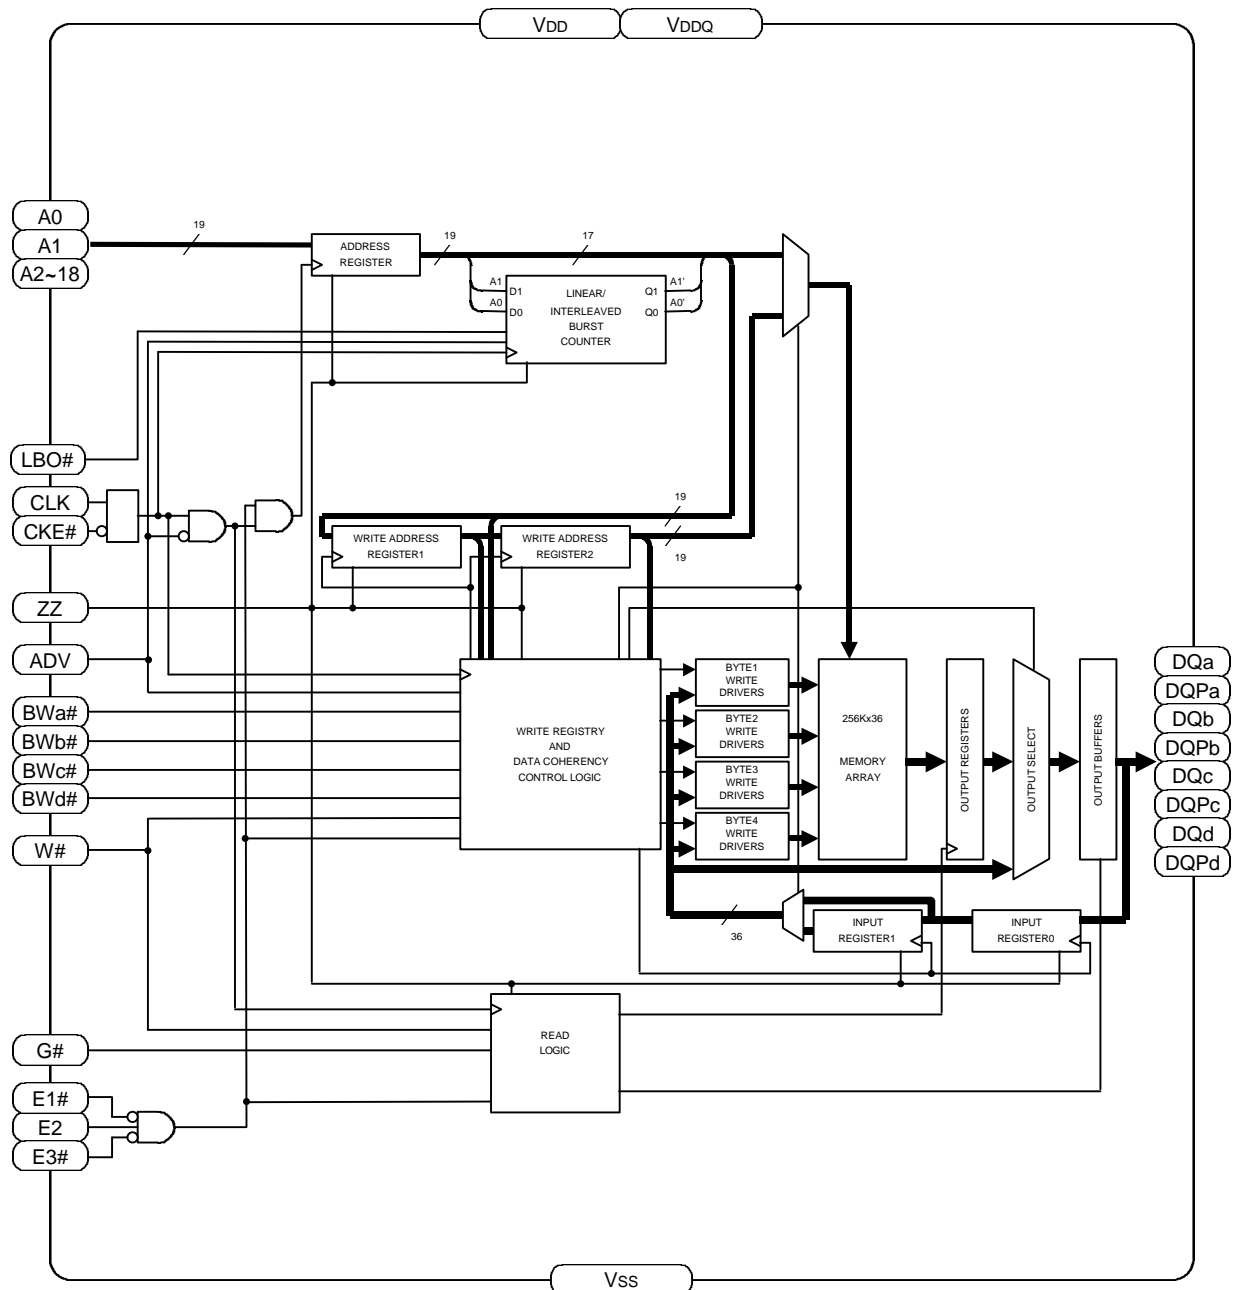 VDD
VDDQ
A0
A1
A2~18
19
ADDRESS
REGISTER
19
17
A1
A0
D1
D0
LINEAR/
INTERLEAVED
BURST
COUNTER
Q1
Q0
A1'
A0'
LBO#
CLK
CKE#
19
WRITE ADDRESS
REGISTER1
WRITE ADDRESS
REGISTER2
19
ZZ
ADV
BWa#
BWb#
BWc#
BWd#
W#
WRITE REGISTRY
AND
DATA COHERENCY
CONTROL LOGIC
BYTE1
WRITE
DRIVERS
BYTE2
WRITE
DRIVERS
BYTE3
WRITE
DRIVERS
BYTE4
WRITE
DRIVERS
256Kx36
MEMORY
ARRAY
OUTPUT REGISTERS
OUTPUT SELECT
OUTPUT BUFFERS
DQa
DQPa
DQb
DQPb
DQc
DQPc
DQd
DQPd
36
INPUT
REGISTER1
INPUT
REGISTER0
READ
LOGIC
G#
E1#
E2
E3#
VSS